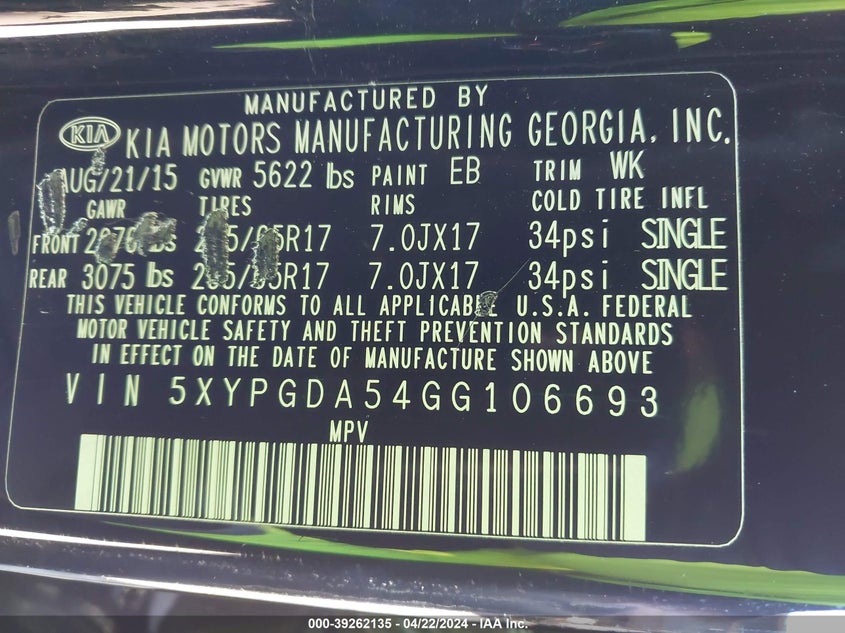 MANUFACTURED BY
KIA KIA MOTORS MANUFACTURING GEORGIA, INC.
AUG/21/15 GVWR 5622 lbs PAINT EB TRIM WK
GAWR TIRES RIMS COLD TIRE INFL
FRONT 7.0JX17 34psi SINGLE
REAR 3075 lbs 7.0JX17 34psi SINGLE
THIS VEHICLE CONFORMS TO ALL APPLICABLE U.S.A. FEDERAL
MOTOR VEHICLE SAFETY AND THEFT PREVENTION STANDARDS
IN EFFECT ON THE DATE OF MANUFACTURE SHOWN ABOVE
VIN 5XYPGDA54GG106693
MPV
000-39262135 - 04/22/2024 - IAA Inc.